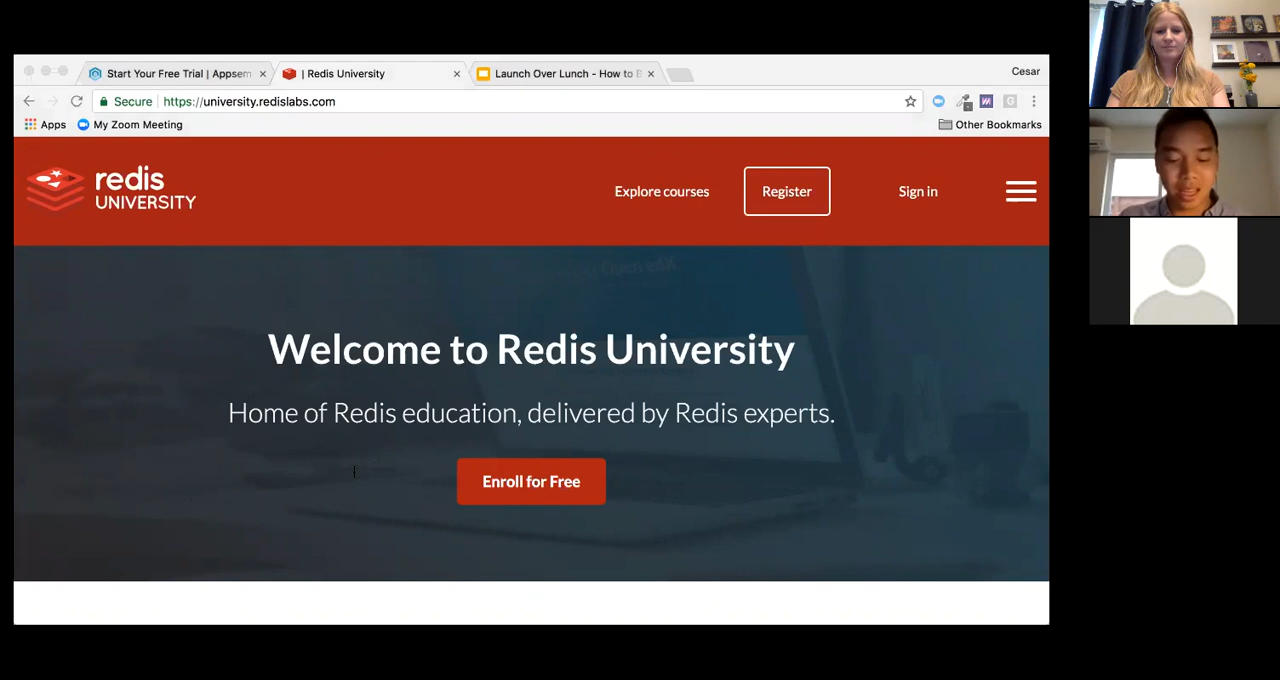 Start Your Free Trial | Appsem
| Redis University
Launch Over Lunch - How to B
Cesar
Secure
https://university.redislabs.com
Apps
My Zoom Meeting
Other Bookmarks
redis
UNIVERSITY
Explore courses
Register
Sign in
Welcome to Redis University
Home of Redis education, delivered by Redis experts.
Enroll for Free